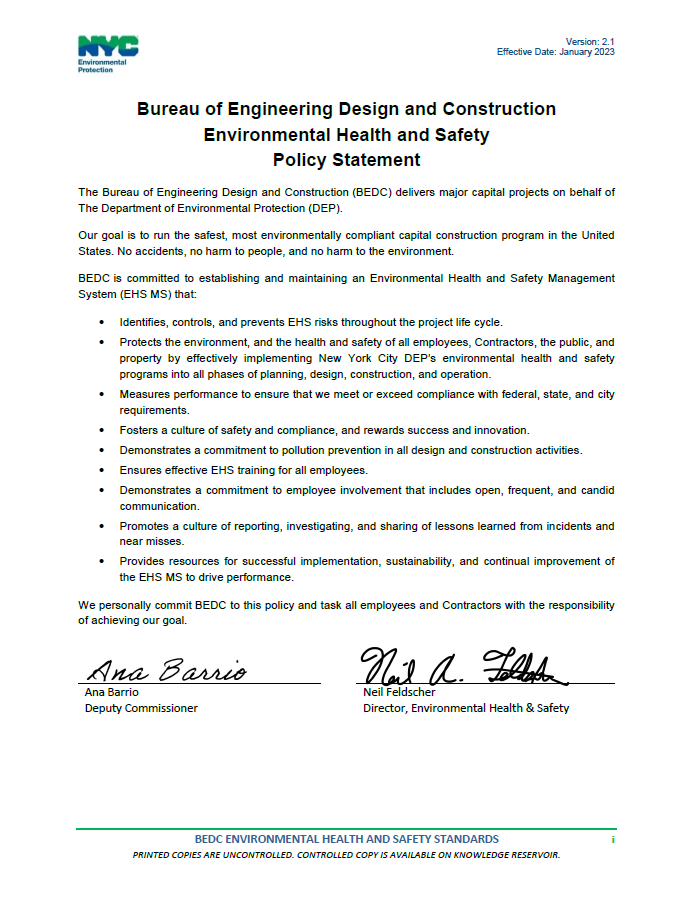 NYC
Environmental
Protection
Version: 2.1
Effective Date: January 2023
Bureau of Engineering Design and Construction
Environmental Health and Safety
Policy Statement
The Bureau of Engineering Design and Construction (BEDC) delivers major capital projects on behalf of
The Department of Environmental Protection (DEP).
Our goal is to run the safest, most environmentally compliant capital construction program in the United
States. No accidents, no harm to people, and no harm to the environment.
BEDC is committed to establishing and maintaining an Environmental Health and Safety Management
System (EHS MS) that:
• Identifies, controls, and prevents EHS risks throughout the project life cycle.
• Protects the environment, and the health and safety of all employees, Contractors, the public, and
property by effectively implementing New York City DEP's environmental health and safety
programs into all phases of planning, design, construction, and operation.
• Measures performance to ensure that we meet or exceed compliance with federal, state, and city
requirements.
• Fosters a culture of safety and compliance, and rewards success and innovation.
• Demonstrates a commitment to pollution prevention in all design and construction activities.
• Ensures effective EHS training for all employees.
• Demonstrates a commitment to employee involvement that includes open, frequent, and candid
communication.
• Promotes a culture of reporting, investigating, and sharing of lessons learned from incidents and
near misses.
• Provides resources for successful implementation, sustainability, and continual improvement of
the EHS MS to drive performance.
We personally commit BEDC to this policy and task all employees and Contractors with the responsibility
of achieving our goal.
Ana Barrio
Neil A. Feldscher
Ana Barrio
Neil Feldscher
Deputy Commissioner
Director, Environmental Health & Safety
BEDC ENVIRONMENTAL HEALTH AND SAFETY STANDARDS
i
PRINTED COPIES ARE UNCONTROLLED. CONTROLLED COPY IS AVAILABLE ON KNOWLEDGE RESERVOIR.